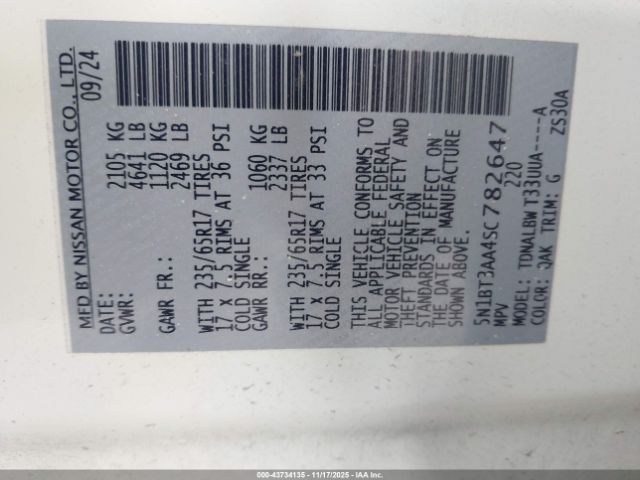 MFD BY NISSAN MOTOR CO., LTD.
DATE: 09/24
GVWR: 2105 KG
4641 LB
GAWR FR.: 1120 KG
2469 LB
WITH 235/65R17 TIRES
17 X 7.5 RIMS AT 36 PSI
COLD SINGLE
GAWR RR.: 1060 KG
2337 LB
WITH 235/65R17 TIRES
17 X 7.5 RIMS AT 33 PSI
COLD SINGLE
THIS VEHICLE CONFORMS TO
ALL APPLICABLE FEDERAL
MOTOR VEHICLE SAFETY AND
THEFT PREVENTION
STANDARDS IN EFFECT ON
THE DATE OF MANUFACTURE
SHOWN ABOVE.
5N1BT3AA4SC782647
MPV 220
MODEL: TDNALBW T33UUA----A
COLOR: QAK TRIM: G ZS30A
000-43734135 - 11/17/2025 - IAA.com